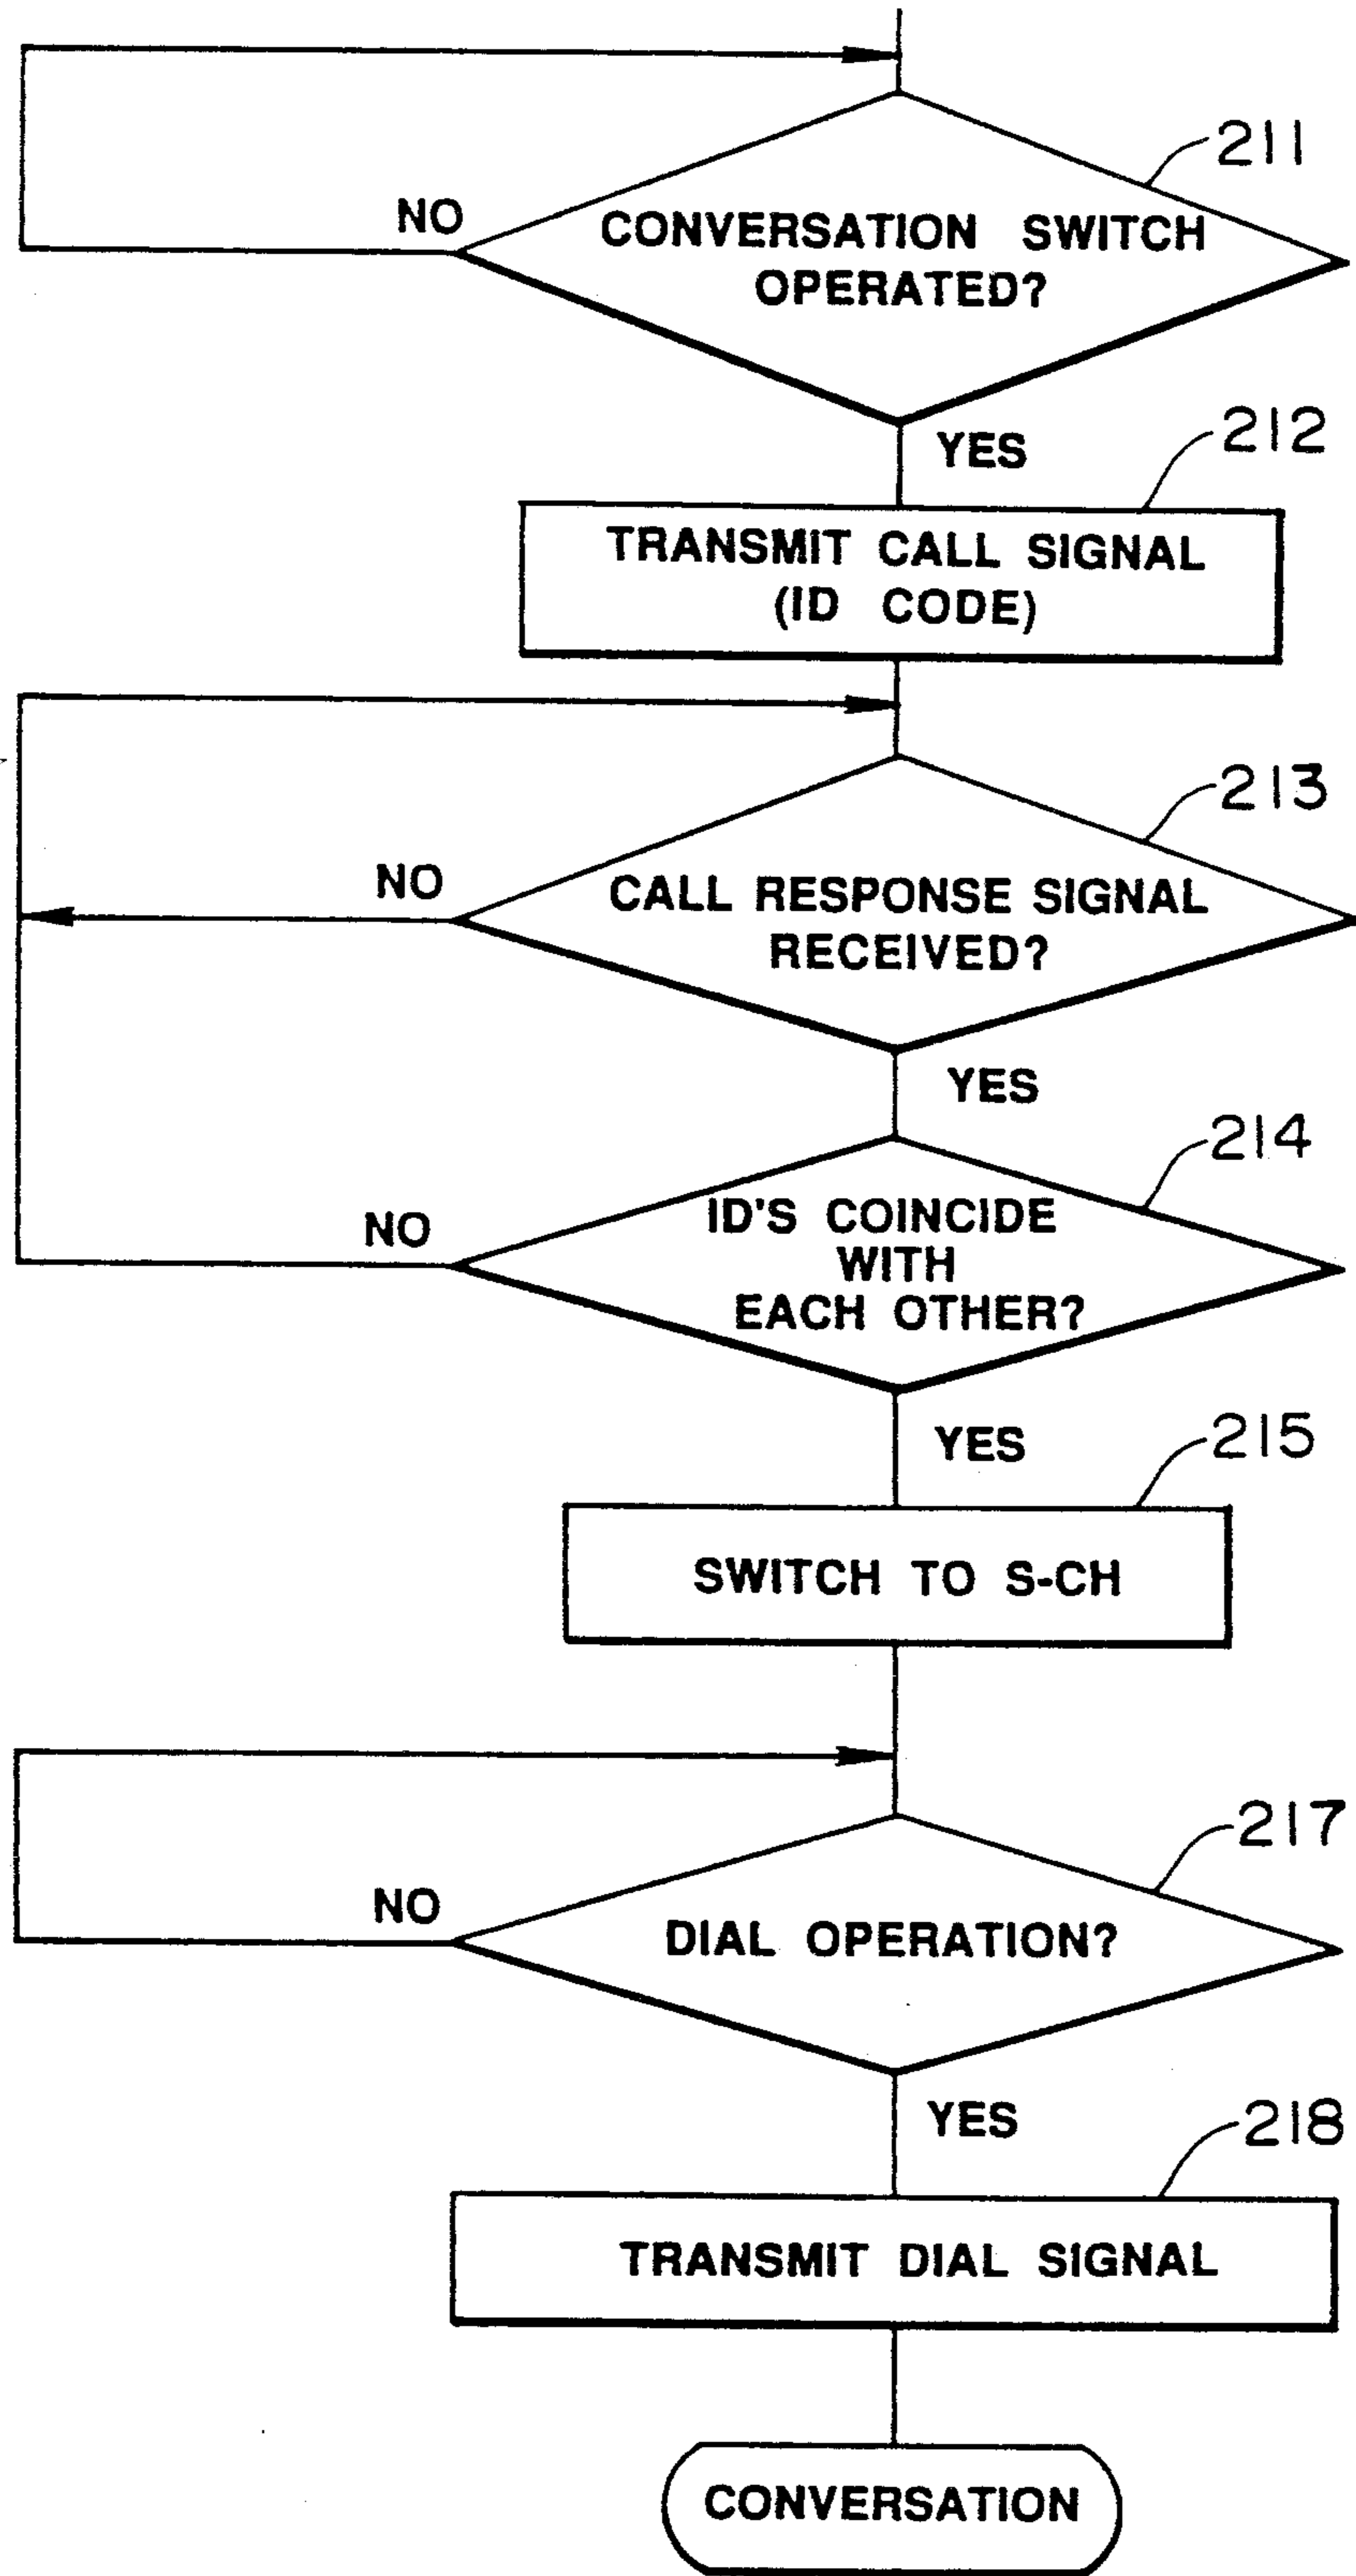 211
NO
CONVERSATION SWITCH
OPERATED?
YES
212
TRANSMIT CALL SIGNAL
(ID CODE)
213
NO
CALL RESPONSE SIGNAL
RECEIVED?
YES
214
NO
ID'S COINCIDE
WITH
EACH OTHER?
YES
215
SWITCH TO S-CH
217
NO
DIAL OPERATION?
YES
218
TRANSMIT DIAL SIGNAL
CONVERSATION